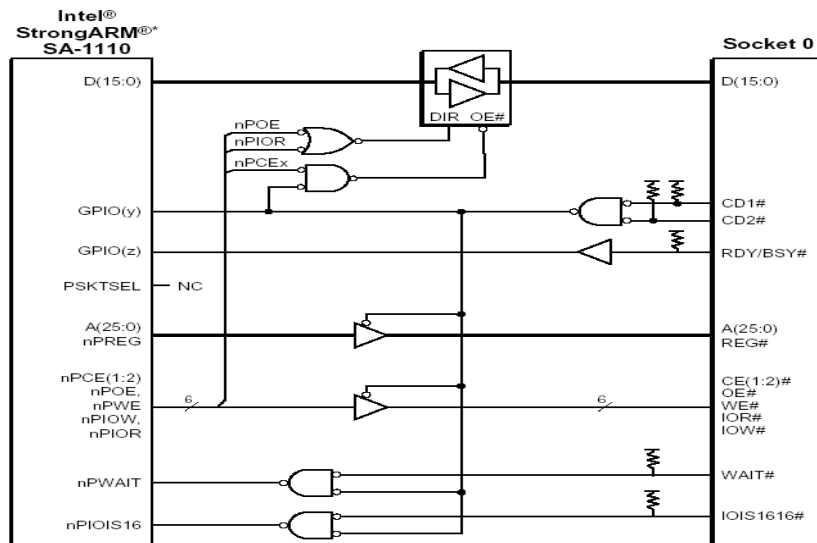 Intel®
StrongARM®*
SA-1110
Socket 0
D(15:0)
D(15:0)
DIR OE#
nPOE
nPIOR
nPCEx
GPIO(y)
CD1#
CD2#
GPIO(z)
RDY/BSY#
PSKTSEL
NC
A(25:0)
nPREG
A(25:0)
REG#
nPCE(1:2)
nPOE,
nPWE
nPIOW,
nPIOR
6
6
CE(1:2)#
OE#
WE#
IOR#
IOW#
nPWAIT
WAIT#
nPIOIS16
IOIS1616#